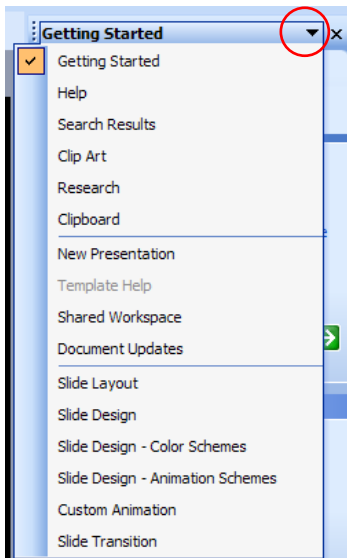 Getting Started
Getting Started
Help
Search Results
Clip Art
Research
Clipboard
New Presentation
Template Help
Shared Workspace
Document Updates
Slide Layout
Slide Design
Slide Design - Color Schemes
Slide Design - Animation Schemes
Custom Animation
Slide Transition